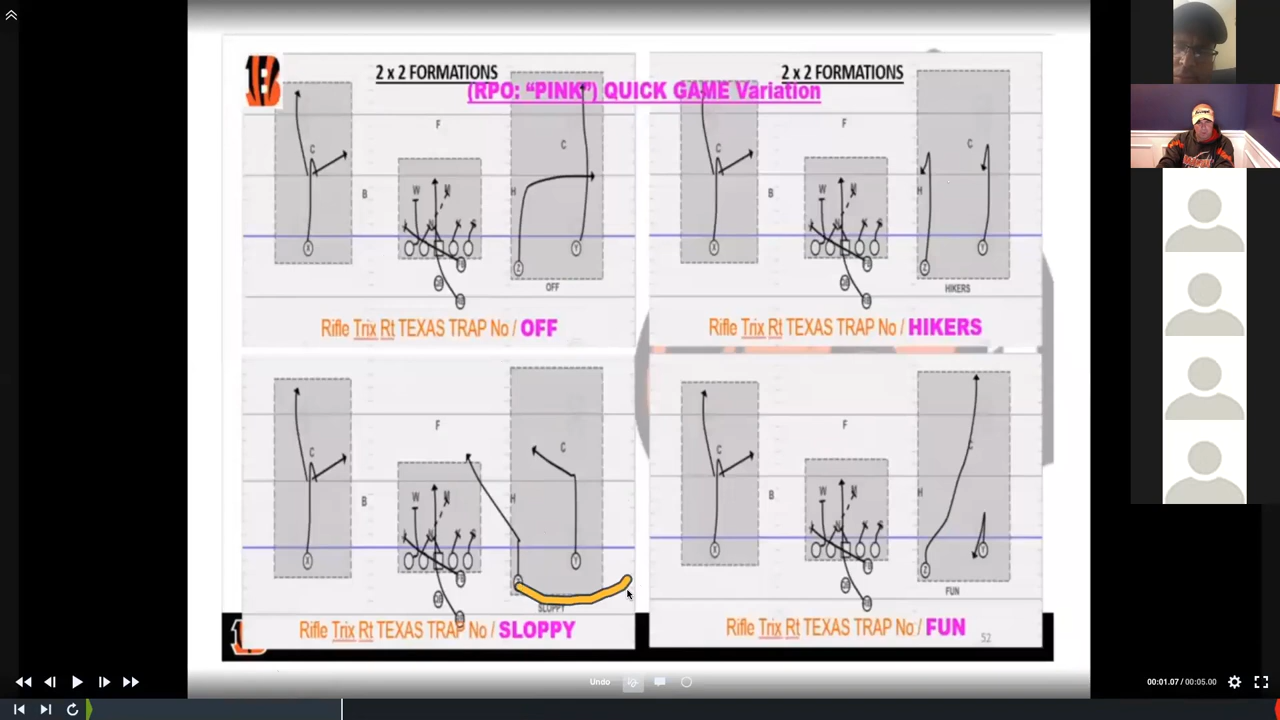 2 x 2 FORMATIONS
2 x 2 FORMATIONS
(RPO: “PINK”) QUICK GAME Variation
F
C
B
H
W
M
X
Z
Y
OFF
Rifle Trix Rt TEXAS TRAP No / OFF
F
C
C
B
H
W
M
X
Z
Y
HIKERS
Rifle Trix Rt TEXAS TRAP No / HIKERS
F
C
C
B
H
W
M
X
Y
SLOPPY
Rifle Trix Rt TEXAS TRAP No / SLOPPY
F
C
C
B
H
W
M
X
Z
Y
FUN
Rifle Trix Rt TEXAS TRAP No / FUN
52
Undo
00:01.07 / 00:05.00